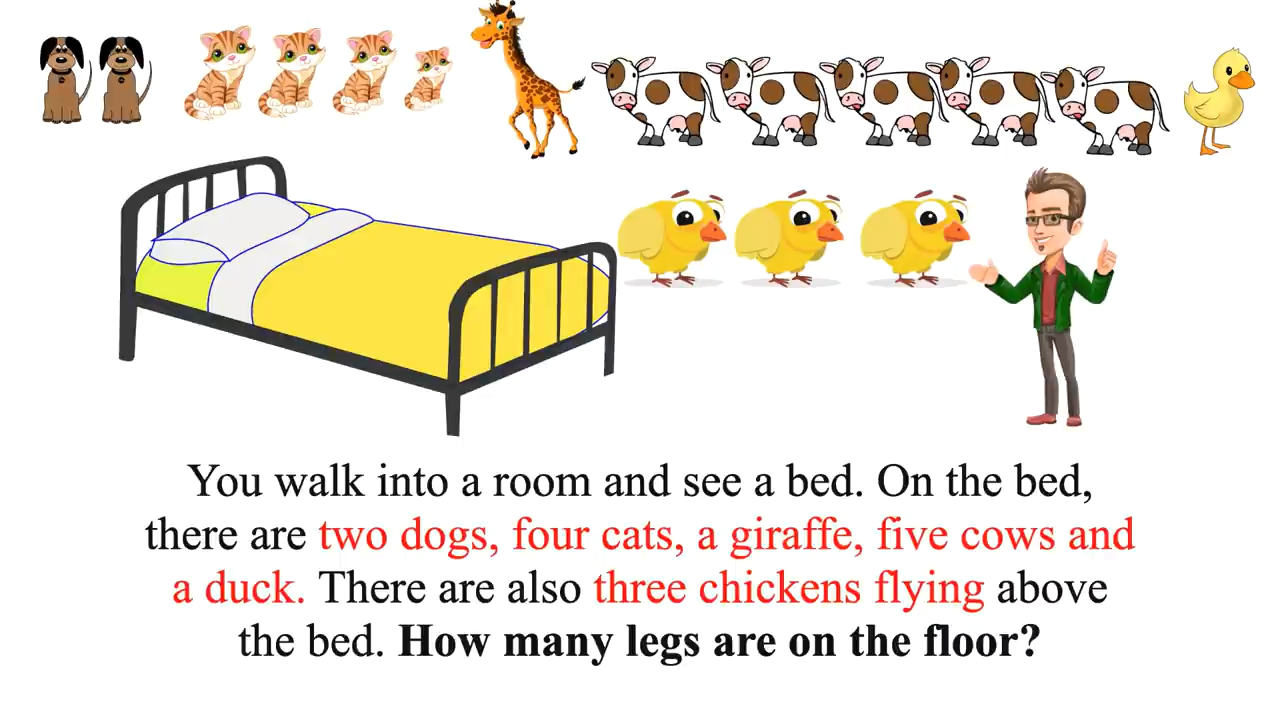 You walk into a room and see a bed. On the bed,
there are two dogs, four cats, a giraffe, five cows and
a duck. There are also three chickens flying above
the bed. How many legs are on the floor?